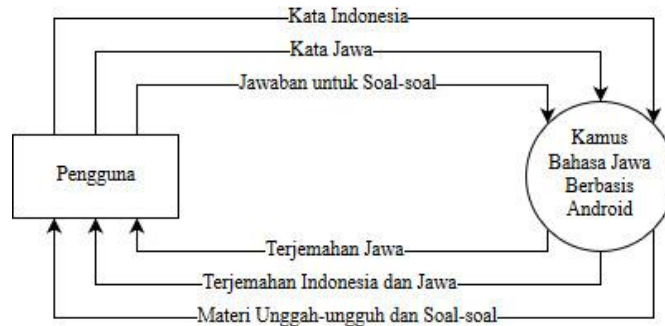 Kata Indonesia
Kata Jawa
Jawaban untuk Soal-soal
Pengguna
Kamus
Bahasa Jawa
Berbasis
Android
Terjemahan Jawa
Terjemahan Indonesia dan Jawa
Materi Unggah-ungguh dan Soal-soal